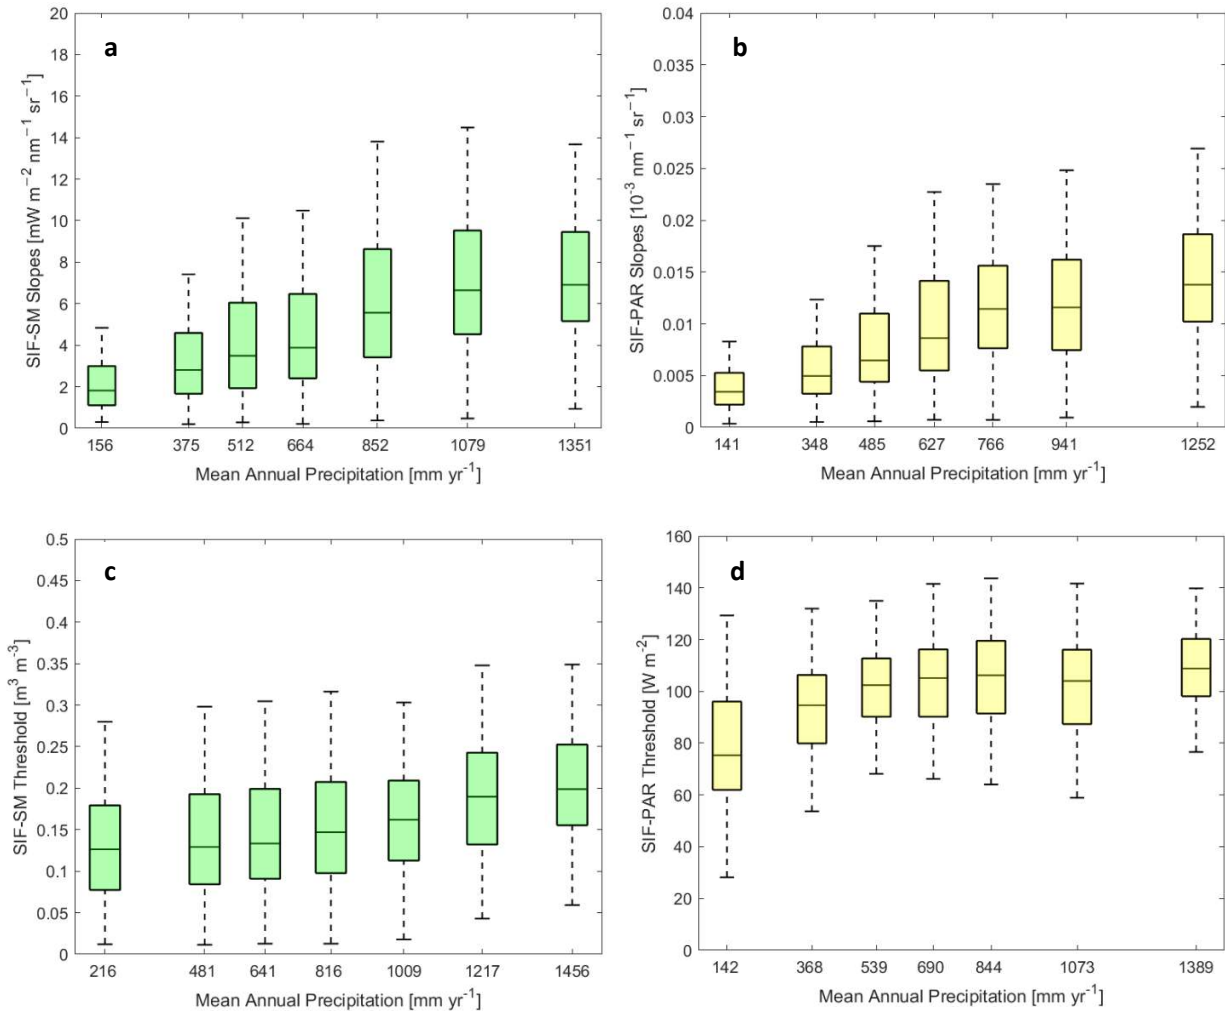 a
SIF-SM Slopes [mW m⁻² nm⁻¹ sr⁻¹]
20
18
16
14
12
10
8
6
4
2
0
156 375 512 664 852 1079 1351
Mean Annual Precipitation [mm yr⁻¹]
b
SIF-PAR Slopes [10⁻³ nm⁻¹ sr⁻¹]
0.04
0.035
0.03
0.025
0.02
0.015
0.01
0.005
0
141 348 485 627 766 941 1252
Mean Annual Precipitation [mm yr⁻¹]
c
SIF-SM Threshold [m³ m⁻³]
0.5
0.45
0.4
0.35
0.3
0.25
0.2
0.15
0.1
0.05
0
216 481 641 816 1009 1217 1456
Mean Annual Precipitation [mm yr⁻¹]
d
SIF-PAR Threshold [W m⁻²]
160
140
120
100
80
60
40
20
0
142 368 539 690 844 1073 1389
Mean Annual Precipitation [mm yr⁻¹]